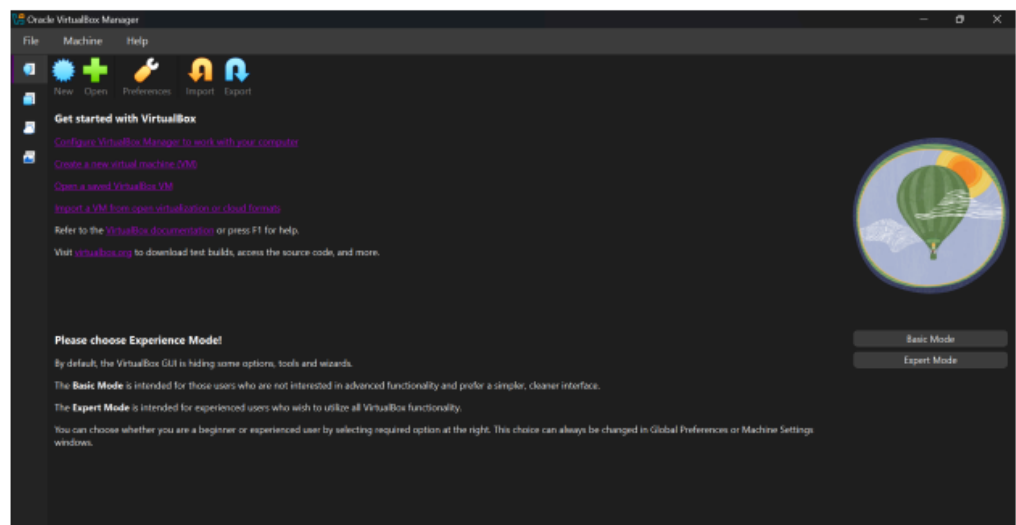 Oracle VirtualBox Manager
File Machine Help
New Open Preferences Import Export
Get started with VirtualBox
Configure VirtualBox Manager to work with your computer
Create a new virtual machine (VM)
Open a saved VirtualBox VM
Import a VM from open virtualization or cloud formats
Refer to the VirtualBox documentation or press F1 for help.
Visit virtualbox.org to download test builds, access the source code, and more.
Please choose Experience Mode!
By default, the VirtualBox GUI is hiding some options, tools and wizards.
The Basic Mode is intended for those users who are not interested in advanced functionality and prefer a simpler, cleaner interface.
The Expert Mode is intended for experienced users who wish to utilize all VirtualBox functionality.
You can choose whether you are a beginner or experienced user by selecting required option at the right. This choice can always be changed in Global Preferences or Machine Settings
windows.
Basic Mode
Expert Mode